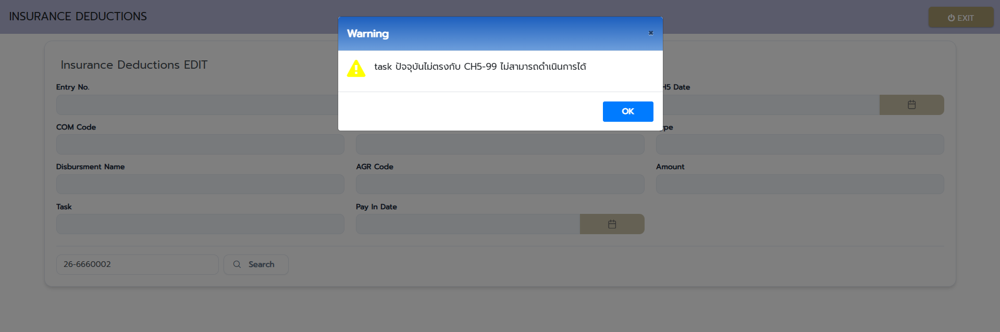 INSURANCE DEDUCTIONS
EXIT
Warning
task ปัจจุบันไม่ตรงกับ CH5-99 ไม่สามารถดำเนินการได้
OK
Insurance Deductions EDIT
Entry No.
H5 Date
COM Code
ype
Disbursment Name
AGR Code
Amount
Task
Pay In Date
26-6660002
Search